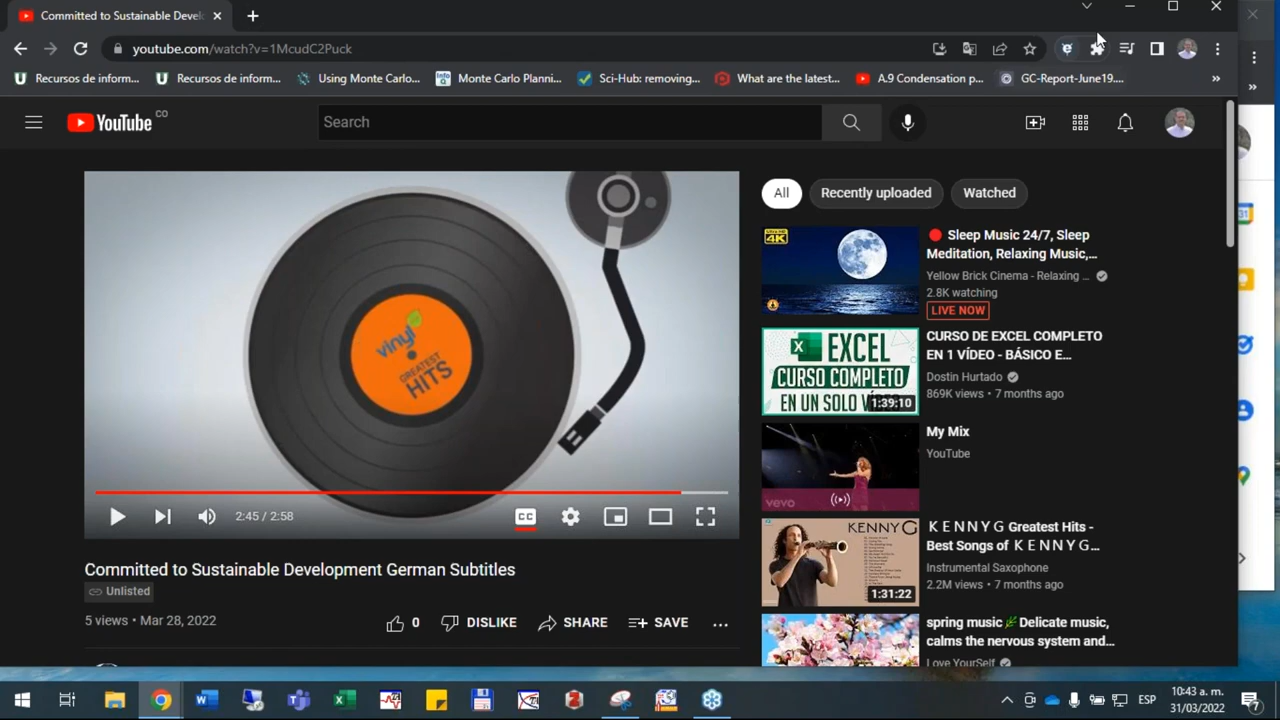 Committed to Sustainable Devel
youtube.com/watch?v=1McudC2Puck
Recursos de inform...
Recursos de inform...
Using Monte Carlo...
Monte Carlo Planni...
Sci-Hub: removing...
What are the latest...
A.9 Condensation p...
GC-Report-June19....
YouTube CO
Search
vinyl
GREATEST
HITS
2:45 / 2:58
CC
Committed to Sustainable Development German Subtitles
Unlisted
5 views • Mar 28, 2022
0
DISLIKE
SHARE
SAVE
All
Recently uploaded
Watched
4K
Sleep Music 24/7, Sleep
Meditation, Relaxing Music,...
Yellow Brick Cinema - Relaxing ...
2.8K watching
LIVE NOW
EXCEL
CURSO COMPLETO
EN UN SOLO
1:39:10
CURSO DE EXCEL COMPLETO
EN 1 VÍDEO - BÁSICO E...
Dostin Hurtado
869K views • 7 months ago
vevo
My Mix
YouTube
KENNY G
1:31:22
K E N N Y G Greatest Hits -
Best Songs of K E N N Y G...
Instrumental Saxophone
2.2M views • 7 months ago
spring music🌿Delicate music,
calms the nervous system and...
Love YourSelf
ESP
10:43 a. m.
31/03/2022
7